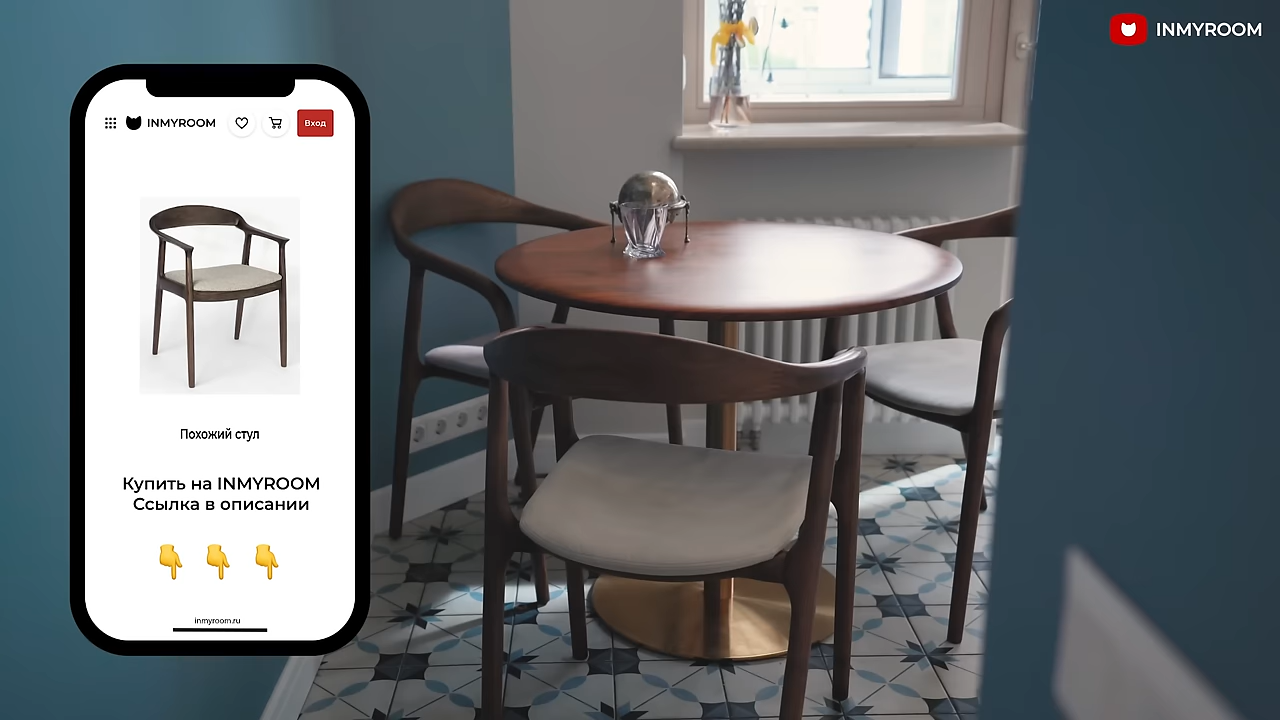 INMYROOM
INMYROOM
Вход
Похожий стул
Купить на INMYROOM
Ссылка в описании
inmyroom.ru